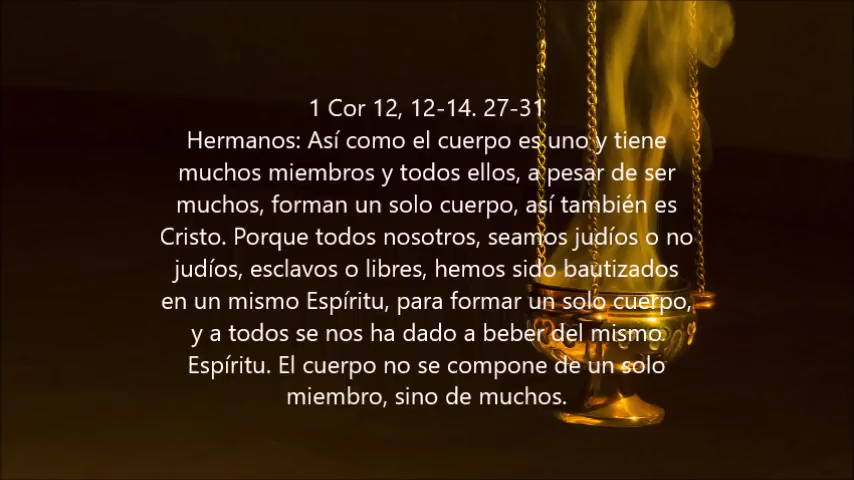 1 Cor 12, 12-14. 27-31
Hermanos: Así como el cuerpo es uno y tiene
muchos miembros y todos ellos, a pesar de ser
muchos, forman un solo cuerpo, así también es
Cristo. Porque todos nosotros, seamos judíos o no
judíos, esclavos o libres, hemos sido bautizados
en un mismo Espíritu, para formar un solo cuerpo,
y a todos se nos ha dado a beber del mismo
Espíritu. El cuerpo no se compone de un solo
miembro, sino de muchos.